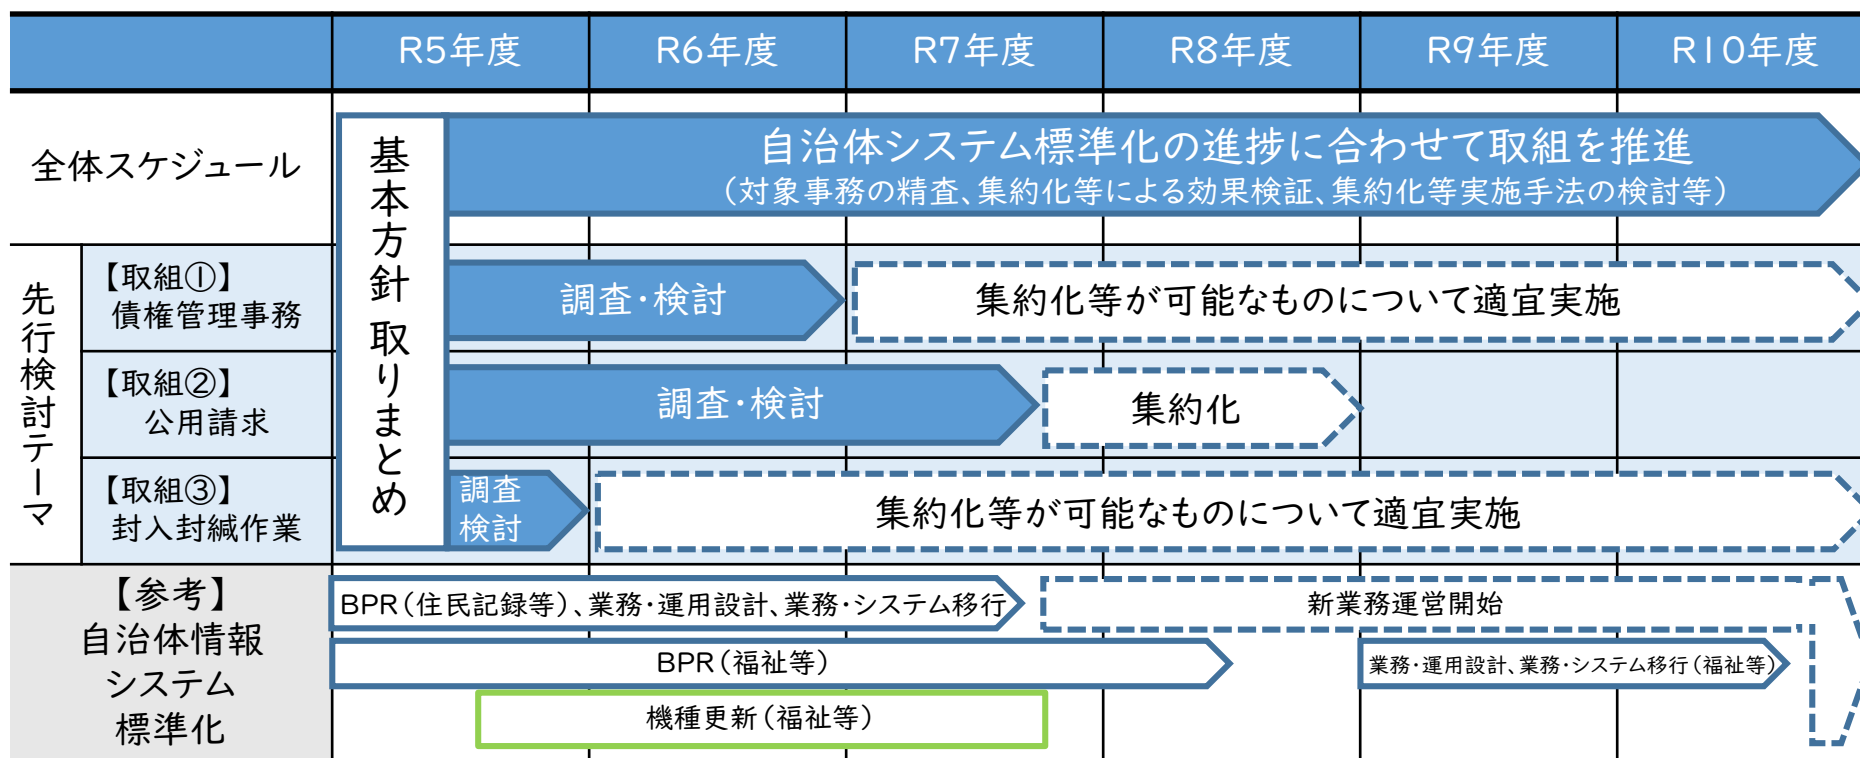 R5年度
R6年度
R7年度
R8年度
R9年度
R10年度
全体スケジュール
基本方針 取りまとめ
自治体システム標準化の進捗に合わせて取組を推進
（対象事務の精査、集約化等による効果検証、集約化等実施手法の検討等）
先行検討テーマ
【取組①】
債権管理事務
調査・検討
集約化等が可能なものについて適宜実施
【取組②】
公用請求
調査・検討
集約化
【取組③】
封入封緘作業
調査
検討
集約化等が可能なものについて適宜実施
【参考】
自治体情報
システム
標準化
BPR（住民記録等）、業務・運用設計、業務・システム移行
新業務運営開始
BPR（福祉等）
業務・運用設計、業務・システム移行（福祉等）
機種更新（福祉等）